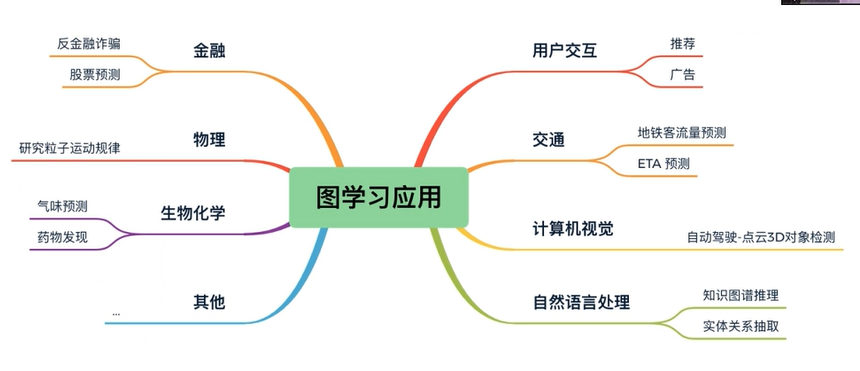 图学习应用
金融
反金融诈骗
股票预测
物理
研究粒子运动规律
生物化学
气味预测
药物发现
其他
...
用户交互
推荐
广告
交通
地铁客流量预测
ETA 预测
计算机视觉
自动驾驶-点云3D对象检测
自然语言处理
知识图谱推理
实体关系抽取